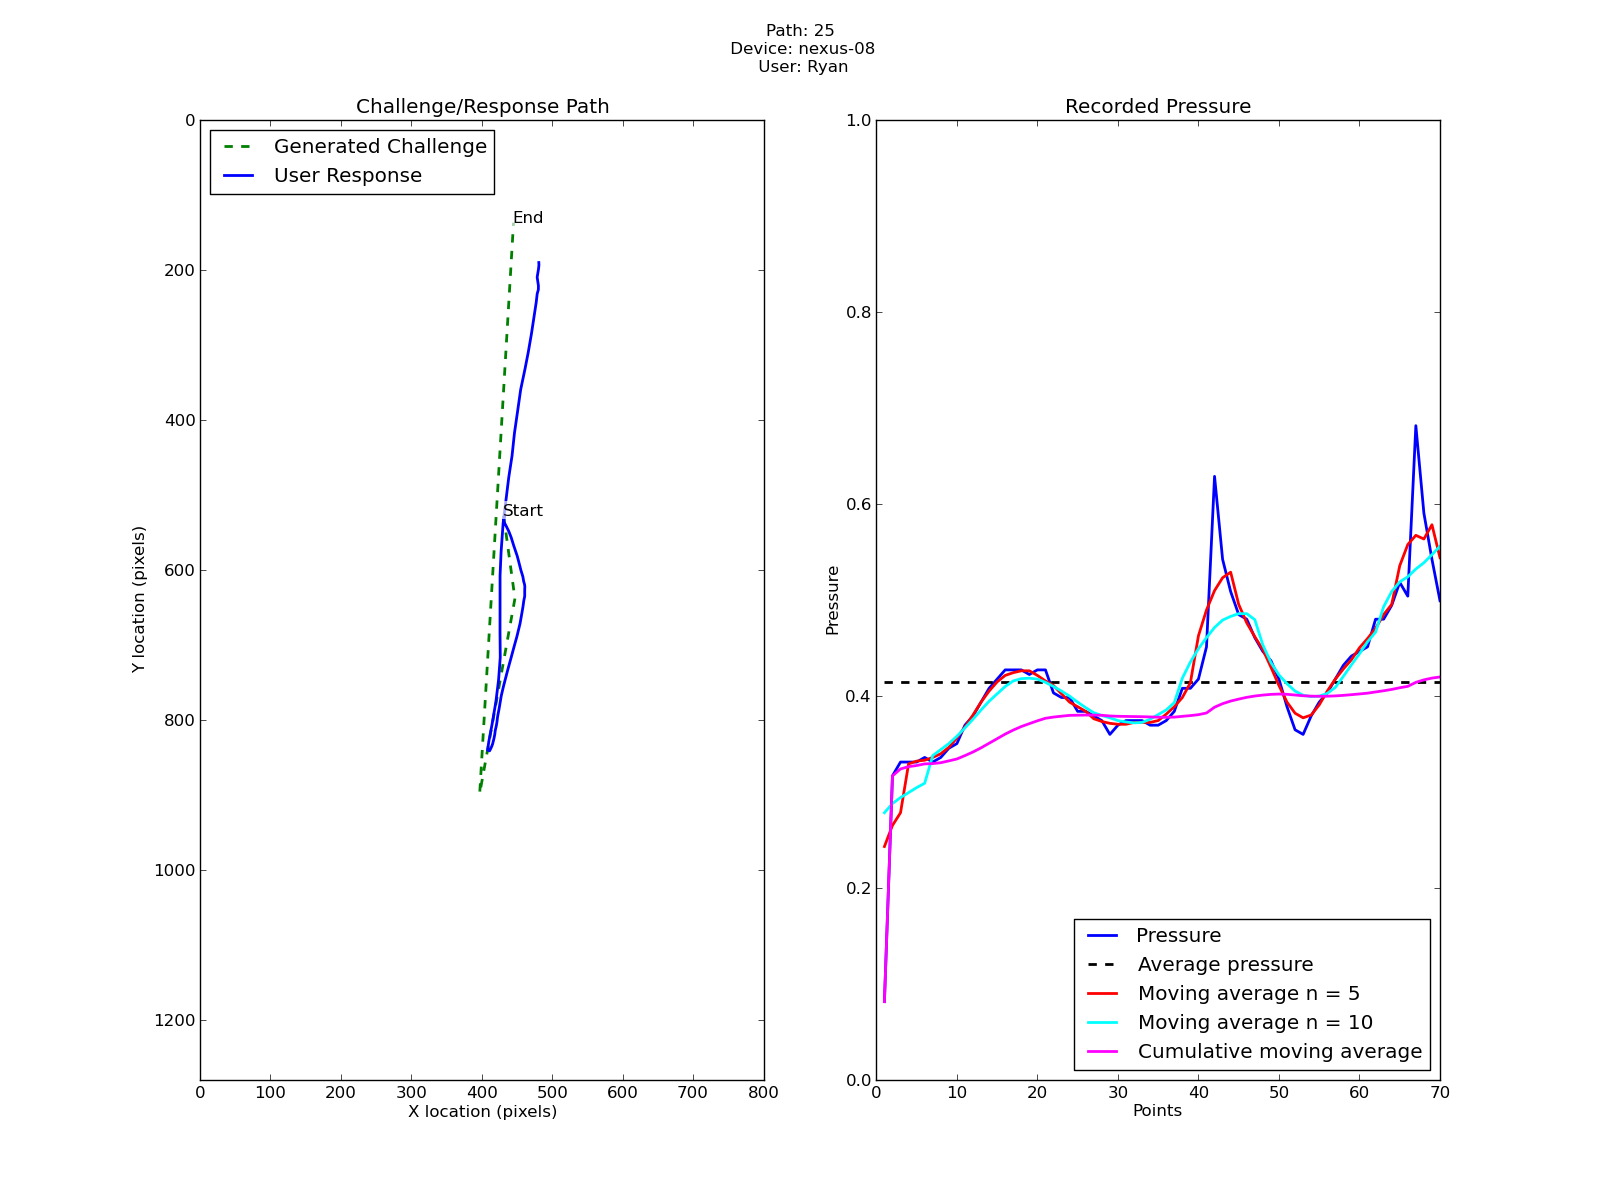 Path: 25
Device: nexus-08
User: Ryan
Challenge/Response Path
Generated Challenge
User Response
End
Start
0
200
400
600
800
1000
1200
Y location (pixels)
0 100 200 300 400 500 600 700 800
X location (pixels)
Recorded Pressure
1.0
0.8
0.6
0.4
0.2
0.0
Pressure
Pressure
Average pressure
Moving average n = 5
Moving average n = 10
Cumulative moving average
0 10 20 30 40 50 60 70
Points